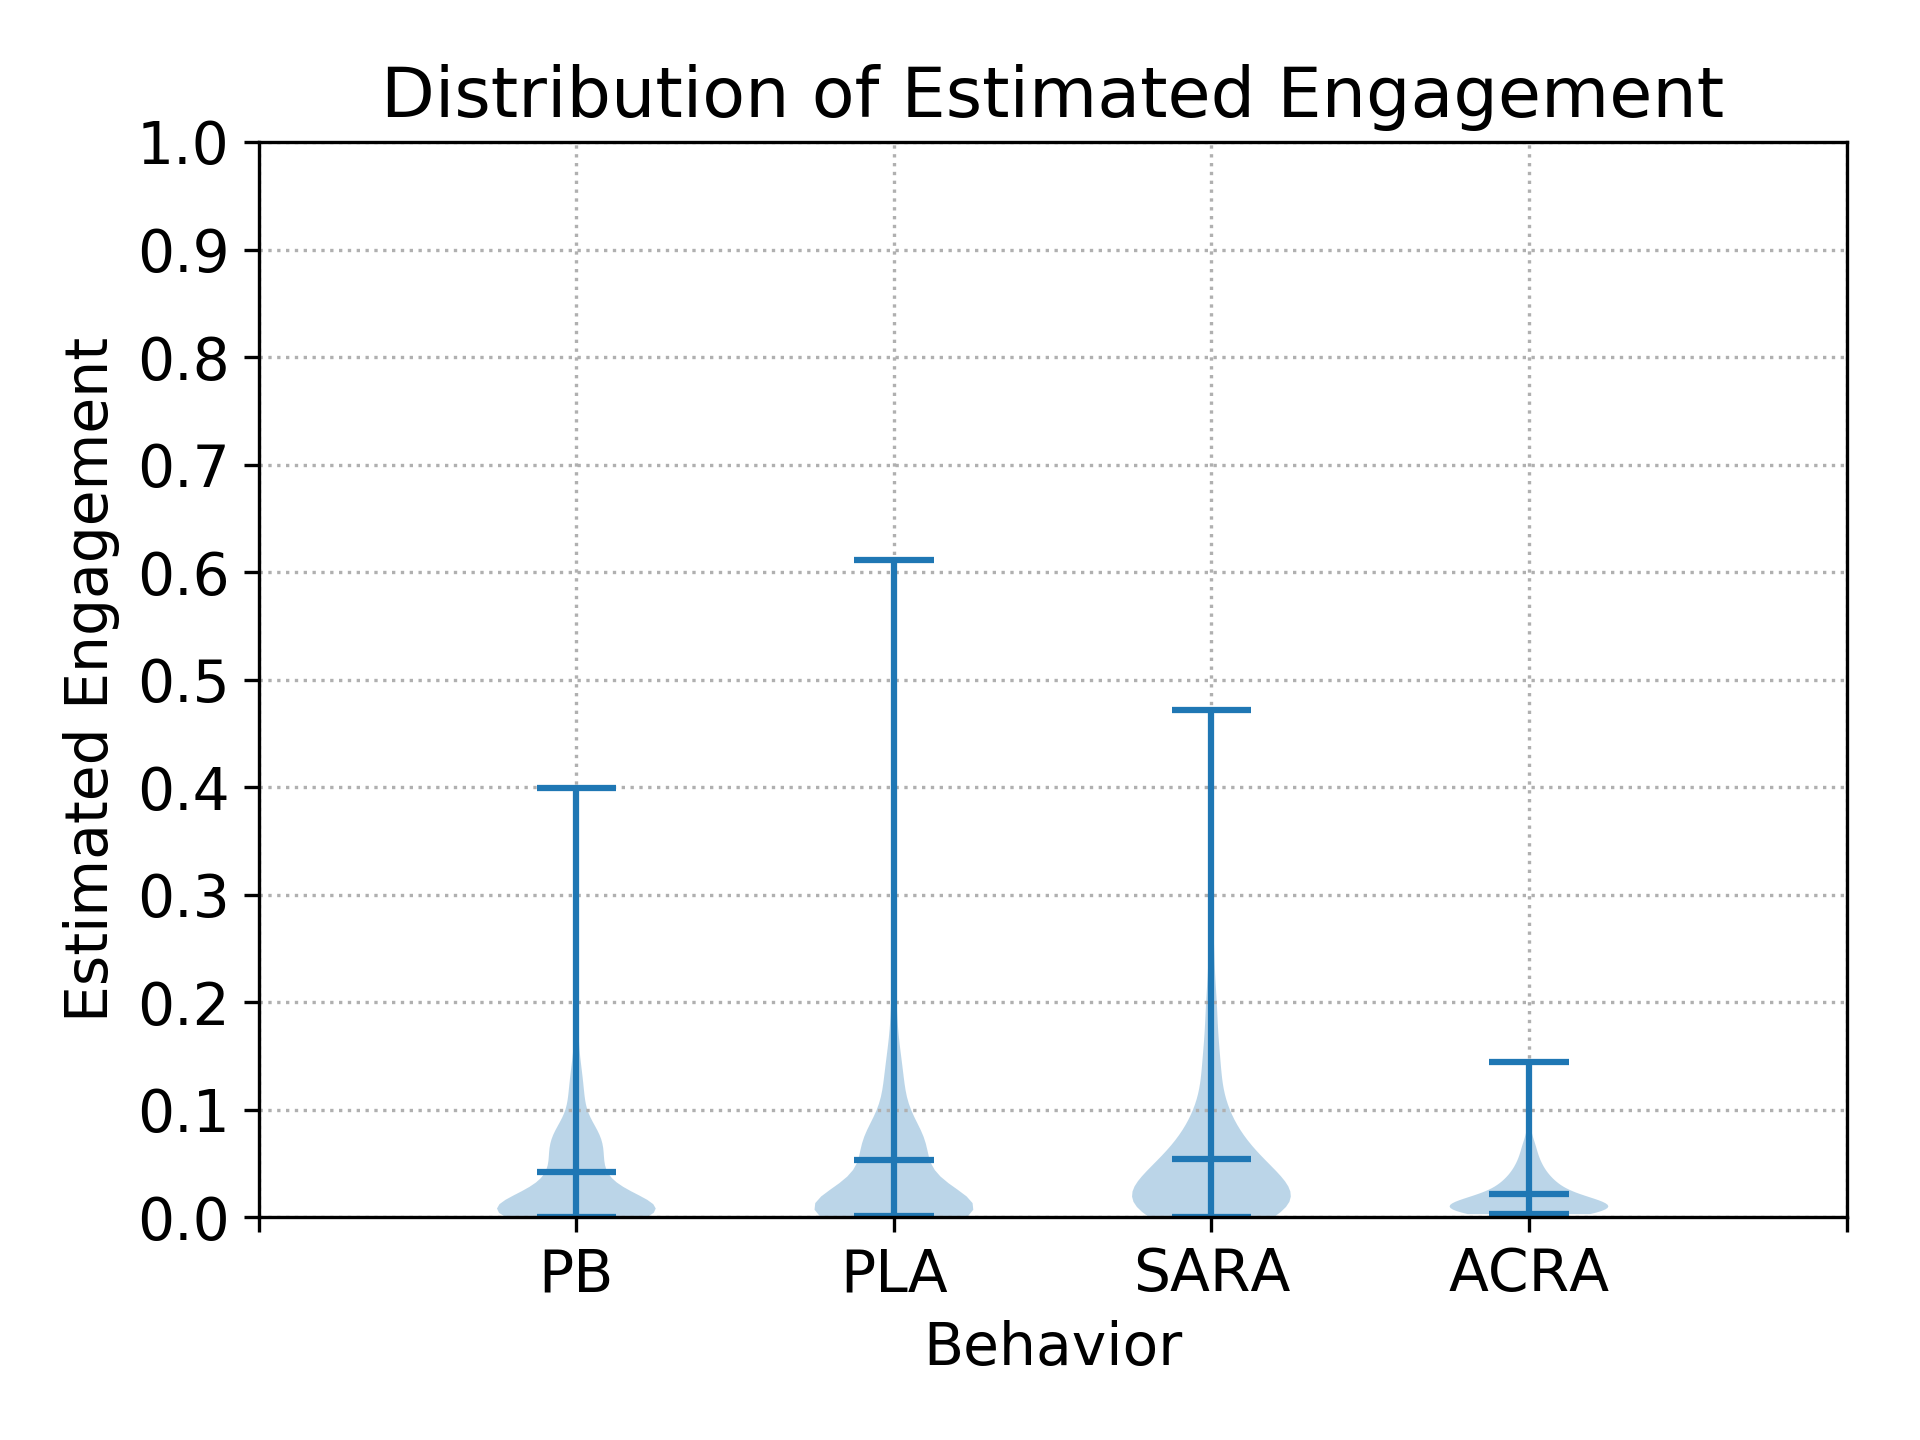 Distribution of Estimated Engagement
1.0
0.9
0.8
0.7
0.6
0.5
0.4
0.3
0.2
0.1
0.0
Estimated Engagement
PB PLA SARA ACRA
Behavior